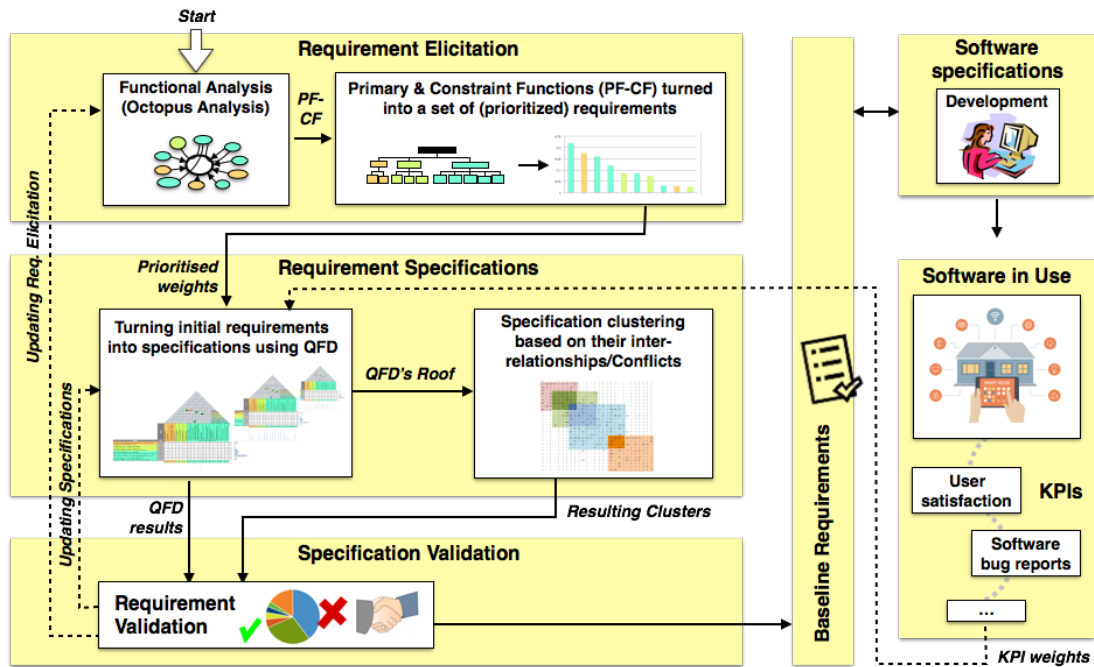 Start
Requirement Elicitation
Functional Analysis
(Octopus Analysis)
PF-
CF
Primary & Constraint Functions (PF-CF) turned
into a set of (prioritized) requirements
Updating Req. Elicitation
Prioritised
weights
Requirement Specifications
Turning initial requirements
into specifications using QFD
QFD's Roof
Specification clustering
based on their inter-
relationships/Conflicts
Updating Specifications
QFD
results
Resulting Clusters
Specification Validation
Requirement
Validation
Baseline Requirements
Software
specifications
Development
Software in Use
User
satisfaction
KPIs
Software
bug reports
...
KPI weights